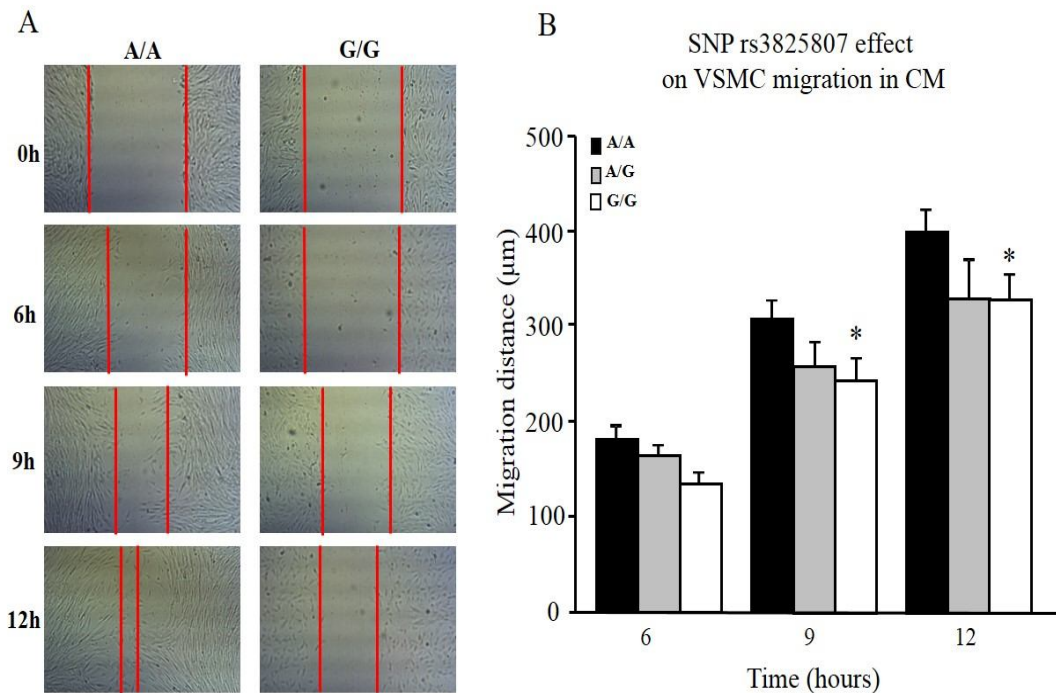 A
A/A
G/G
0h
6h
9h
12h
B
SNP rs3825807 effect
on VSMC migration in CM
Migration distance (μm)
500
400
300
200
100
0
A/A
A/G
G/G
*
*
6
9
12
Time (hours)